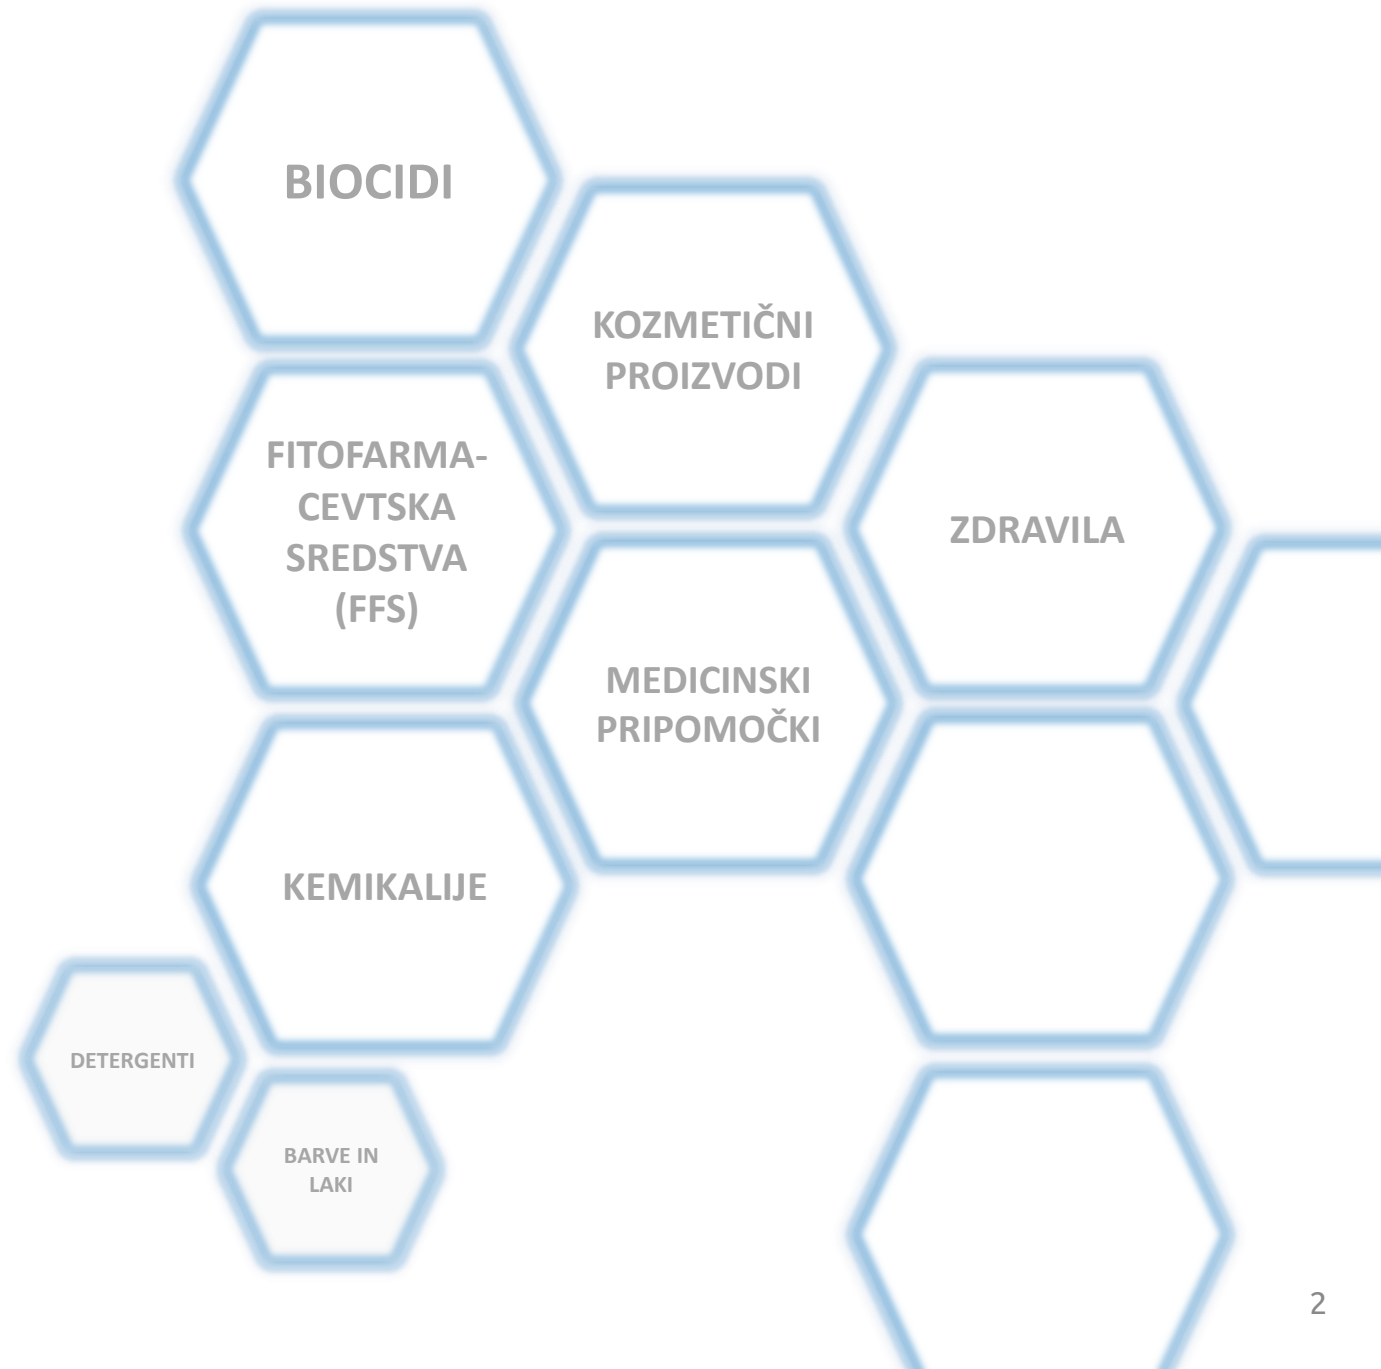 BIOCIDI
KOZMETIČNI
PROIZVODI
FITOFARMA-
CEVTSKA
SREDSTVA
(FFS)
ZDRAVILA
MEDICINSKI
PRIPOMOČKI
KEMIKALIJE
DETERGENTI
BARVE IN
LAKI
2